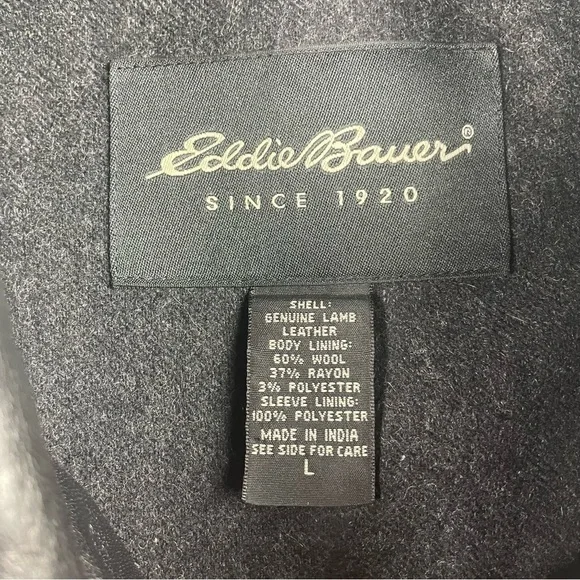 Eddie Bauer®
SINCE 1920
SHELL:
GENUINE LAMB
LEATHER
BODY LINING:
60% WOOL
37% RAYON
3% POLYESTER
SLEEVE LINING:
100% POLYESTER
MADE IN INDIA
SEE SIDE FOR CARE
L